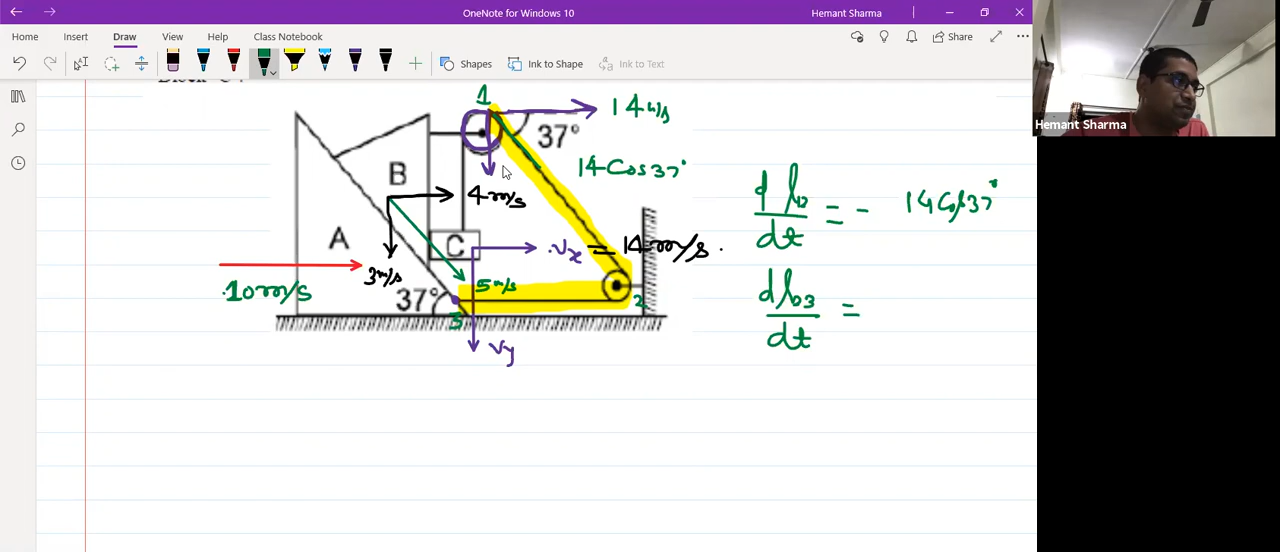 OneNote for Windows 10
Hemant Sharma
Home Insert Draw View Help Class Notebook
Share
Shapes Ink to Shape Ink to Text
1
14 m/s
37°
14 Cos 37°
B
4 m/s
A
C
Vx = 14 m/s.
3 m/s
10 m/s
5 m/s
37°
2
3
Vy
d l12
dt
= - 14 Cos 37°
d l23
dt
=
Hemant Sharma